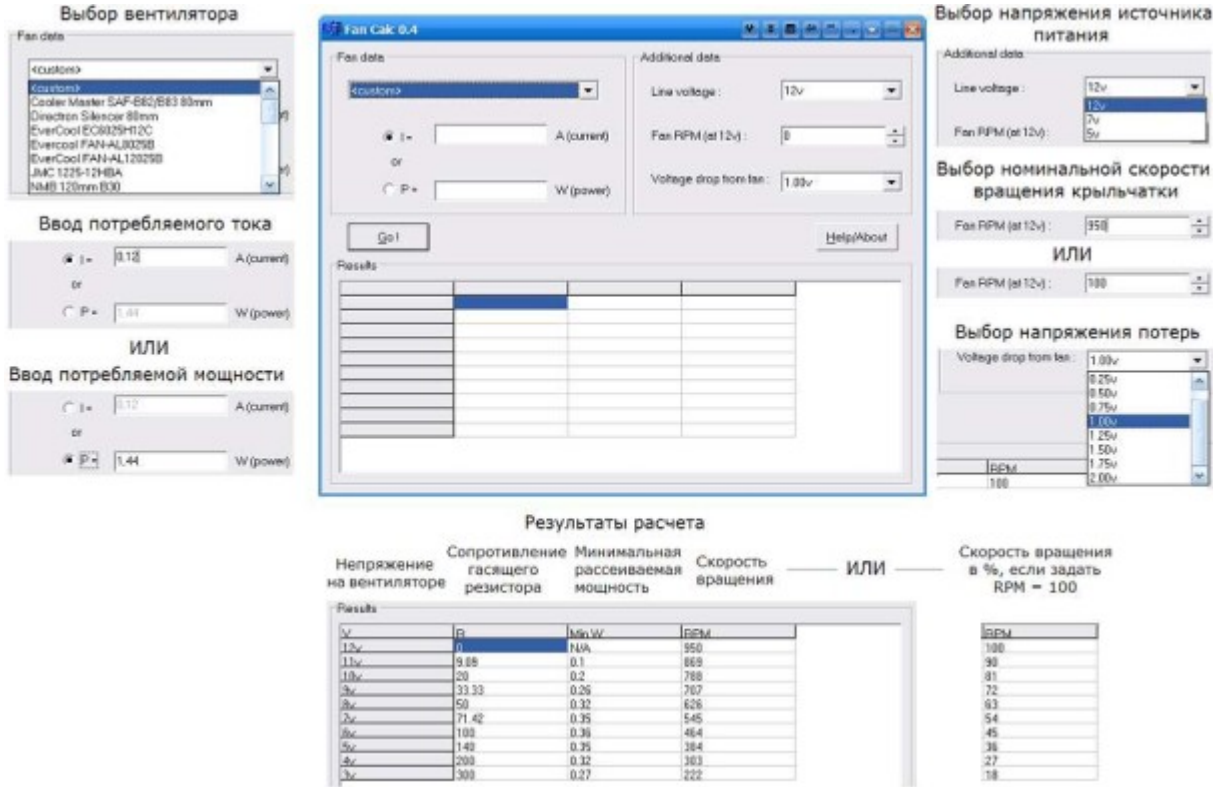 Выбор вентилятора
Fan data
<custom>
<custom>
Cooler Master SAF-B82/B83 80mm
Directron Silencer 80mm
EverCool EC8025H12C
Evercool FAN-AL8025B
EverCool FAN-AL12025B
JMC 1225-12HBA
NMB 120mm B30
Ввод потребляемого тока
I= 0.12 A (current)
or
P= 1.44 W (power)
ИЛИ
Ввод потребляемой мощности
I= 0.12 A (current)
or
P= 1.44 W (power)
Fan Calc 0.4
Fan data
<custom>
I= A (current)
or
P= W (power)
Additional data
Line voltage : 12v
Fan RPM (at 12v) : 0
Voltage drop from fan : 1.00v
Go!
Help/About
Results
Выбор напряжения источника
питания
Additional data
Line voltage : 12v
12v
7v
Fan RPM (at 12v) : 5v
Выбор номинальной скорости
вращения крыльчатки
Fan RPM (at 12v) : 950
ИЛИ
Fan RPM (at 12v) : 100
Выбор напряжения потерь
Voltage drop from fan : 1.00v
0.25v
0.50v
0.75v
1.00v
1.25v
1.50v
RPM 1.75v
100 2.00v
Результаты расчета
Непряжение
на вентиляторе
Сопротивление
гасящего
резистора
Минимальная
рассеиваемая
мощность
Скорость
вращения
ИЛИ
Скорость вращения
в %, если задать
RPM = 100
Results
V R Min W RPM RPM
12v 0 N/A 950 100
11v 9.09 0.1 869 90
10v 20 0.2 788 81
9v 33.33 0.26 707 72
8v 50 0.32 626 63
7v 71.42 0.35 545 54
6v 100 0.36 464 45
5v 140 0.35 384 36
4v 200 0.32 303 27
3v 300 0.27 222 18